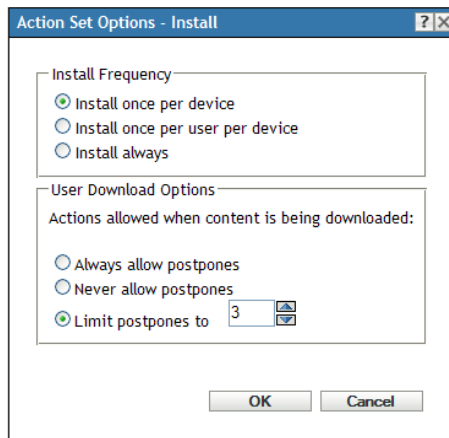 Action Set Options - Install
?
X
Install Frequency
Install once per device
Install once per user per device
Install always
User Download Options
Actions allowed when content is being downloaded:
Always allow postpones
Never allow postpones
Limit postpones to 3
OK Cancel